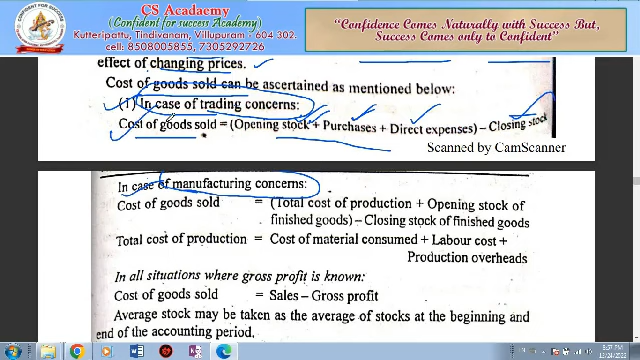 CS Acadaemy
(Confident for success Academy)
Kutteripattu, Tindivanam, Villupuram - 604 302.
cell: 8508005855, 7305292726
"Confidence Comes Naturally with Success But,
Success Comes only to Confident"
effect of changing prices.
Cost of goods sold can be ascertained as mentioned below:
(1) In case of trading concerns:
Cost of goods sold = (Opening stock + Purchases + Direct expenses) – Closing stock
Scanned by CamScanner
In case of manufacturing concerns:
Cost of goods sold = (Total cost of production + Opening stock of
finished goods) – Closing stock of finished goods
Total cost of production = Cost of material consumed + Labour cost +
Production overheads
In all situations where gross profit is known:
Cost of goods sold = Sales – Gross profit
Average stock may be taken as the average of stocks at the beginning and
end of the accounting period.